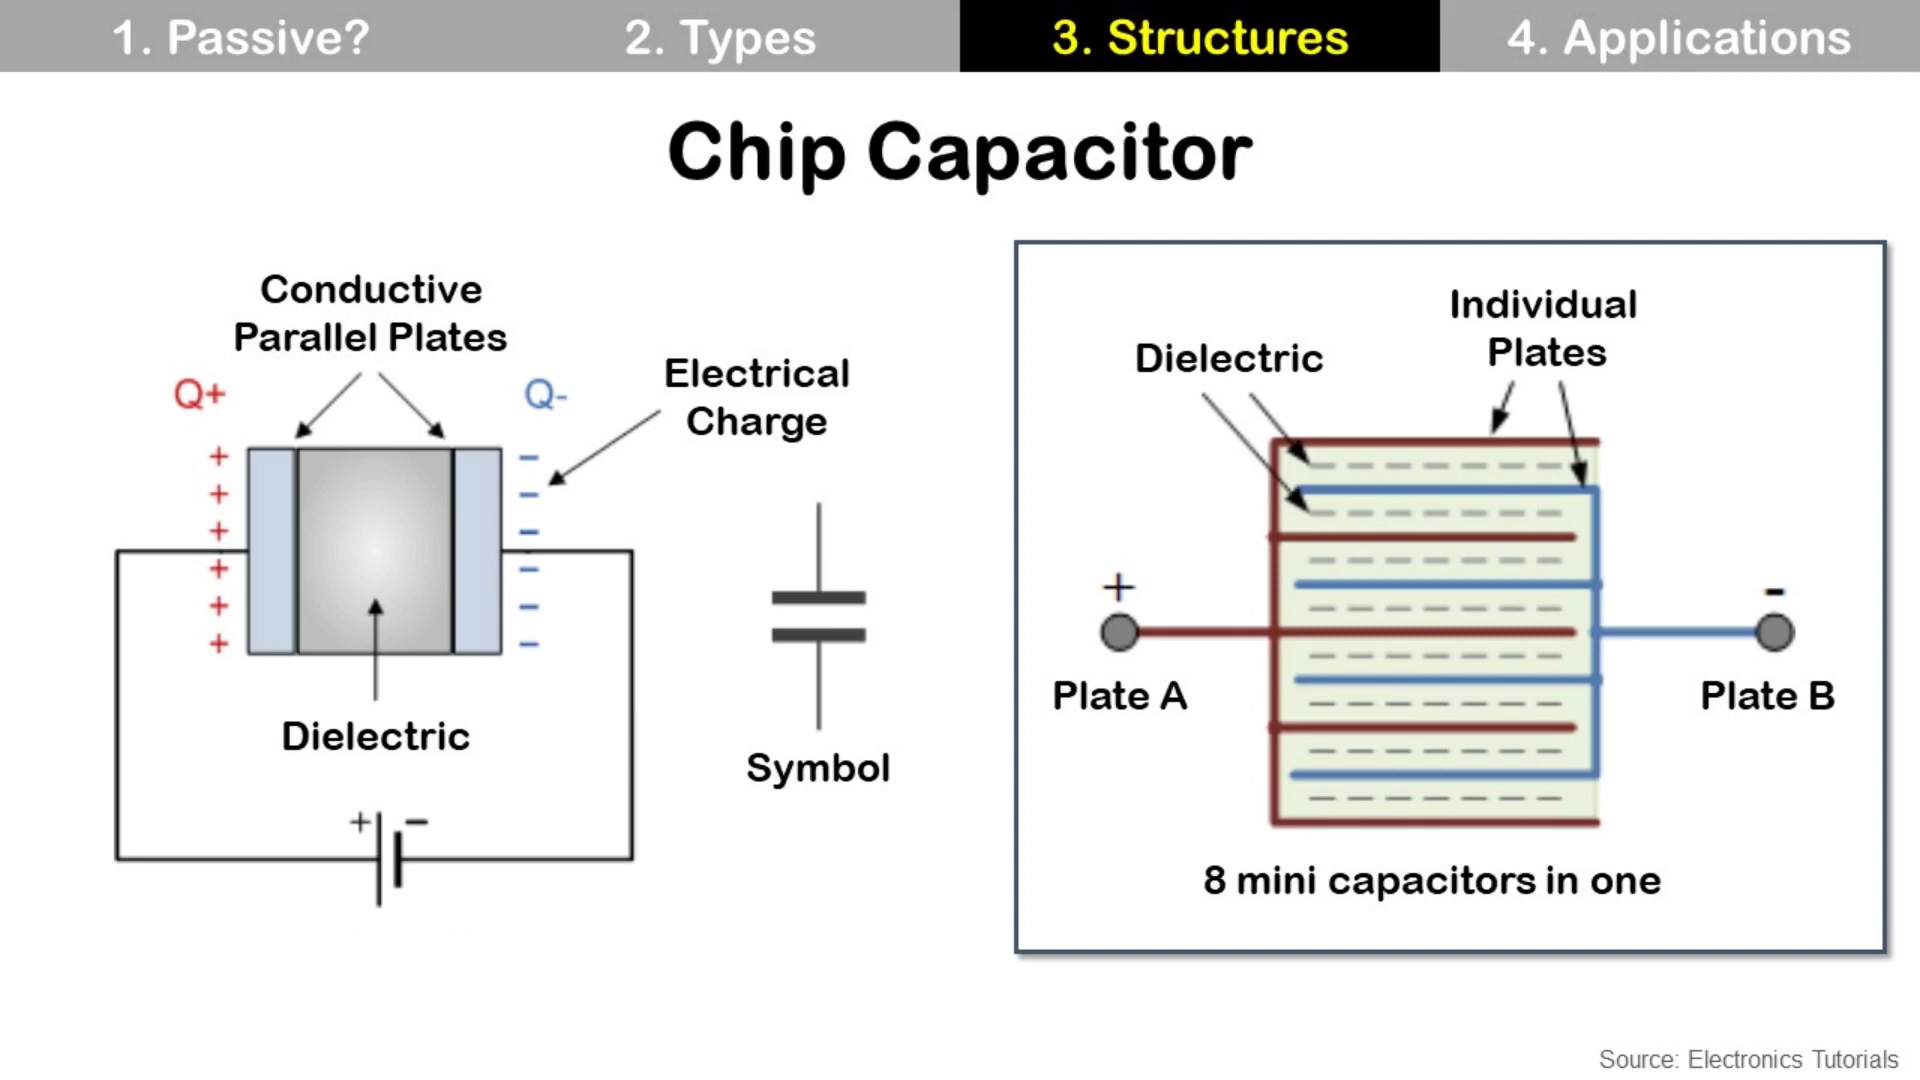 1. Passive?
2. Types
3. Structures
4. Applications
Chip Capacitor
Conductive
Parallel Plates
Q+
Q-
Electrical
Charge
+ −
+ −
+ −
+ −
+ −
+ −
Dielectric
+ −
Symbol
Individual
Plates
Dielectric
+
-
Plate A
Plate B
8 mini capacitors in one
Source: Electronics Tutorials